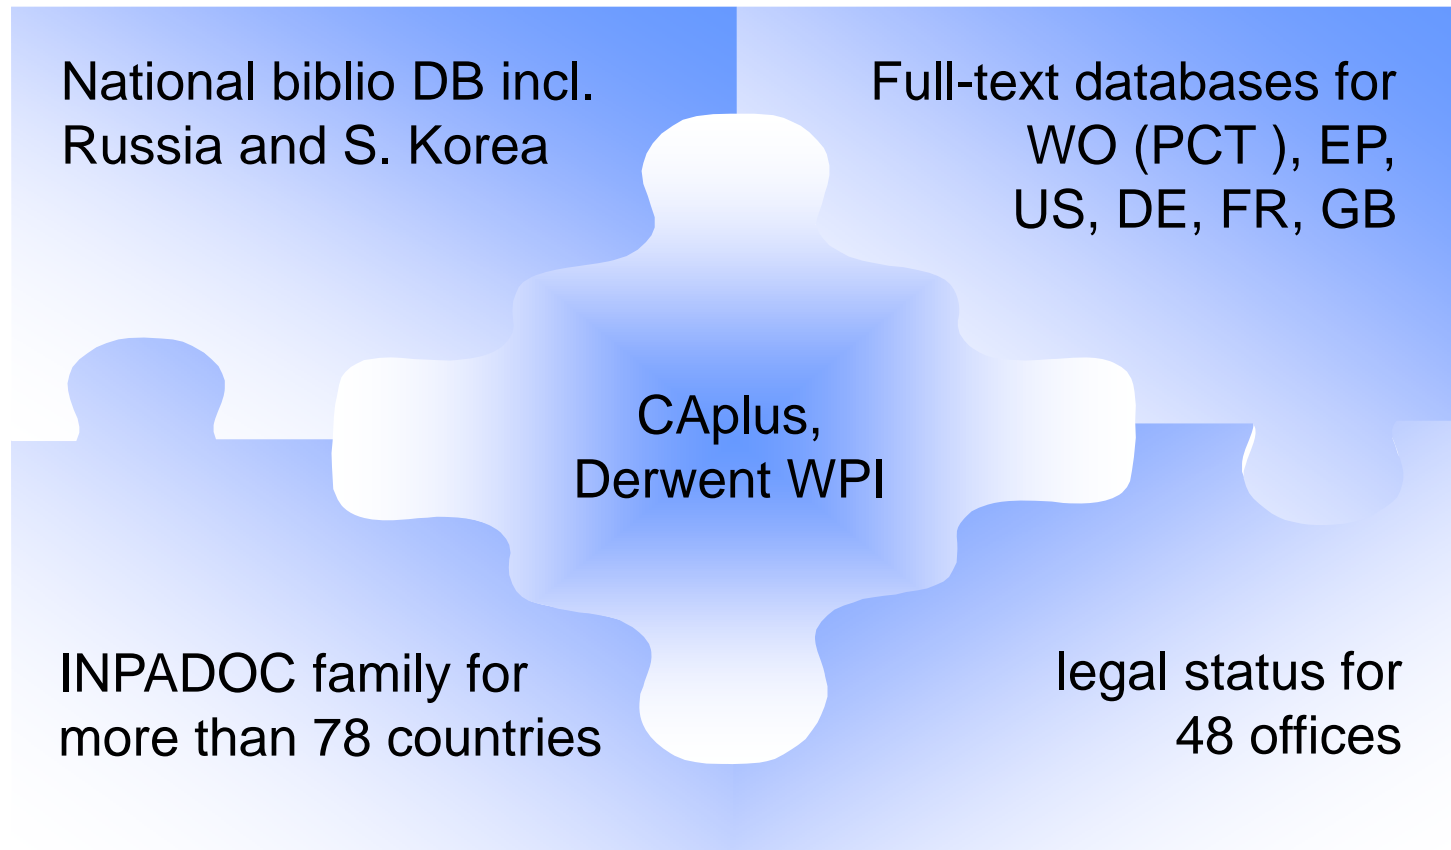 National biblio DB incl.
Russia and S. Korea
Full-text databases for
WO (PCT ), EP,
US, DE, FR, GB
CAplus,
Derwent WPI
INPADOC family for
more than 78 countries
legal status for
48 offices